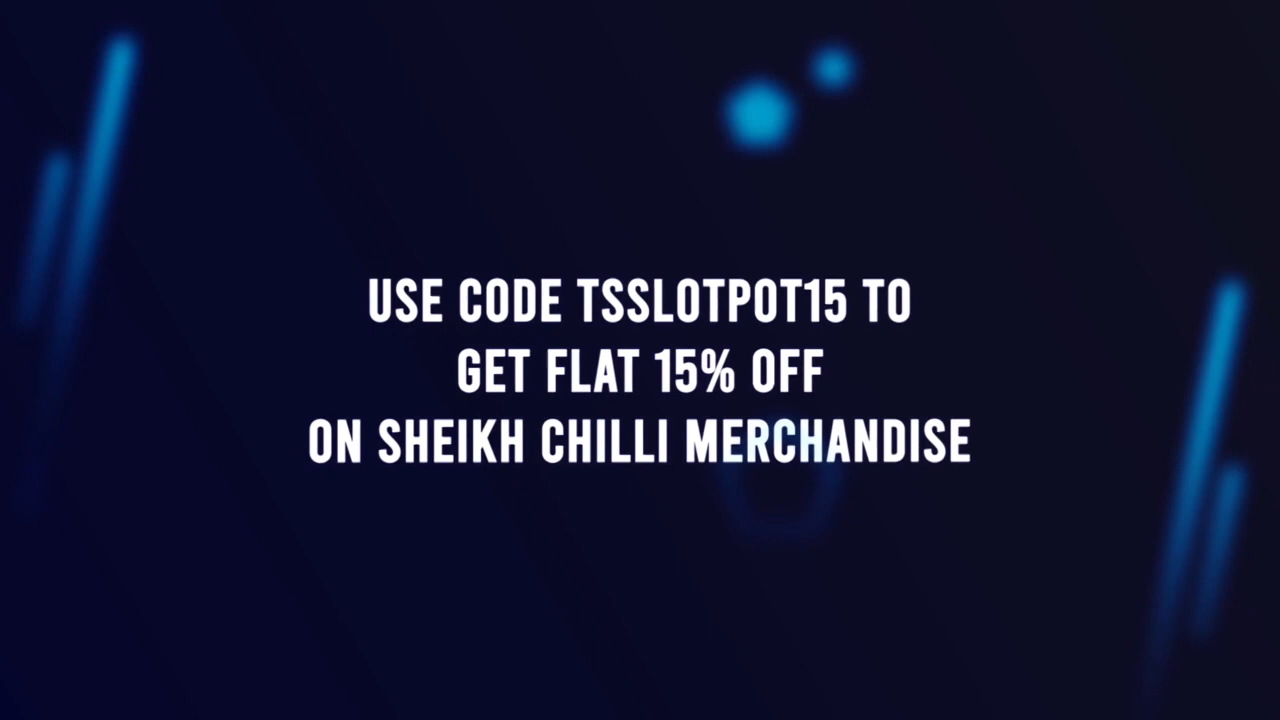 USE CODE TSSLOTPOT15 TO
GET FLAT 15% OFF
ON SHEIKH CHILLI MERCHANDISE